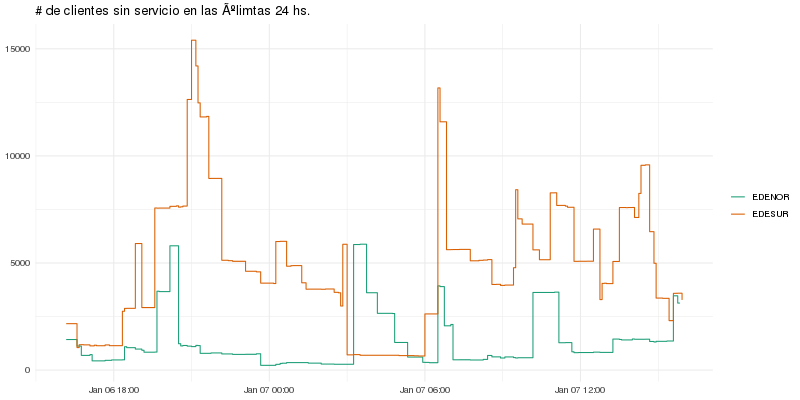 # de clientes sin servicio en las Ãºlimtas 24 hs.
15000
10000
5000
0
Jan 06 18:00 Jan 07 00:00 Jan 07 06:00 Jan 07 12:00
EDENOR
EDESUR